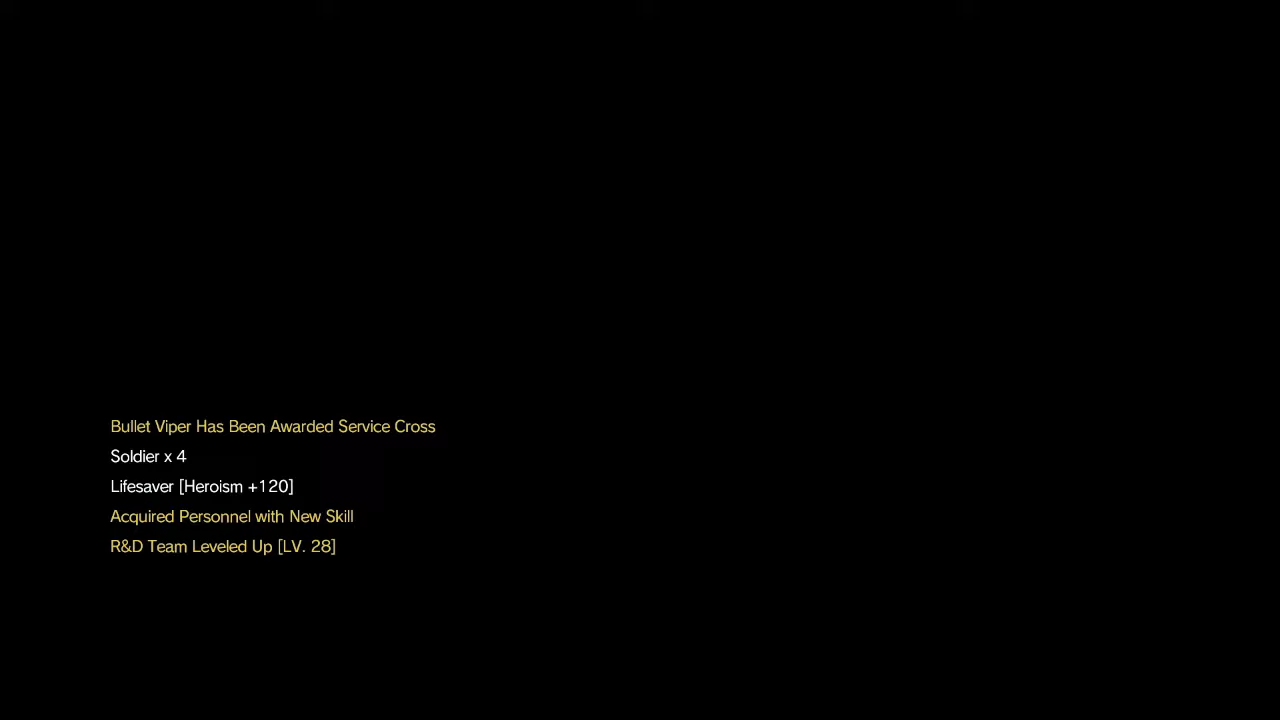 Bullet Viper Has Been Awarded Service Cross
Soldier x 4
Lifesaver [Heroism +120]
Acquired Personnel with New Skill
R&D Team Leveled Up [LV. 28]